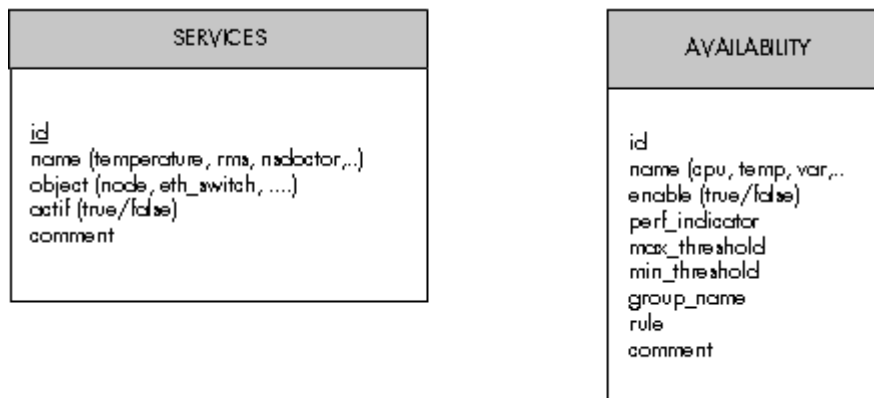 SERVICES
id
name (temperature, rms, nsdoctor,..)
object (node, eth_switch, ....)
actif (true/false)
comment
AVAILABILITY
id
name (cpu, temp, var,..
enable (true/false)
perf_indicator
max_threshold
min_threshold
group_name
rule
comment